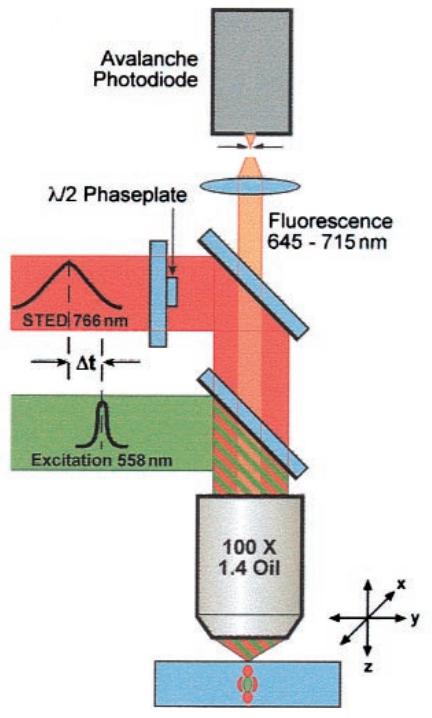 Avalanche
Photodiode
λ/2 Phaseplate
Fluorescence
645 - 715 nm
STED 766 nm
Δt
Excitation 558 nm
100 X
1.4 Oil
x
y
z